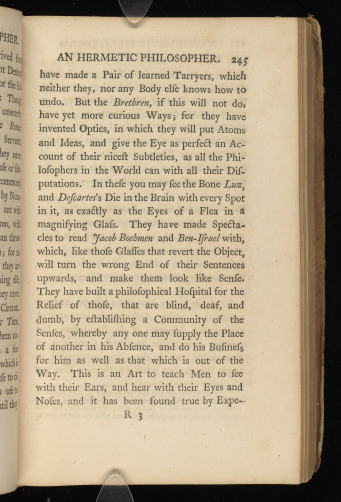 AN HERMETIC PHILOSOPHER. 245
have made a Pair of learned Tarryers, which
neither they, nor any Body elſe knows how to
undo. But the Brethren, if this will not do,
have yet more curious Ways; for they have
invented Optics, in which they will put Atoms
and Ideas, and give the Eye as perfect an Ac-
count of their niceſt Subtleties, as all the Phi-
loſophers in the World can with all their Diſ-
putations. In theſe you may ſee the Bone Luz,
and Deſcartes's Die in the Brain with every Spot
in it, as exactly as the Eyes of a Flea in a
magnifying Glaſs. They have made Specta-
cles to read Jacob Boehmen and Ben-Iſrael with,
which, like thoſe Glaſſes that revert the Object,
will turn the wrong End of their Sentences
upwards, and make them look like Senſe.
They have built a philoſophical Hoſpital for the
Relief of thoſe, that are blind, deaf, and
dumb, by eſtabliſhing a Community of the
Senſes, whereby any one may ſupply the Place
of another in his Abſence, and do his Buſineſs
for him as well as that which is out of the
Way. This is an Art to teach Men to ſee
with their Ears, and hear with their Eyes and
Noſes, and it has been found true by Expe-
R 3